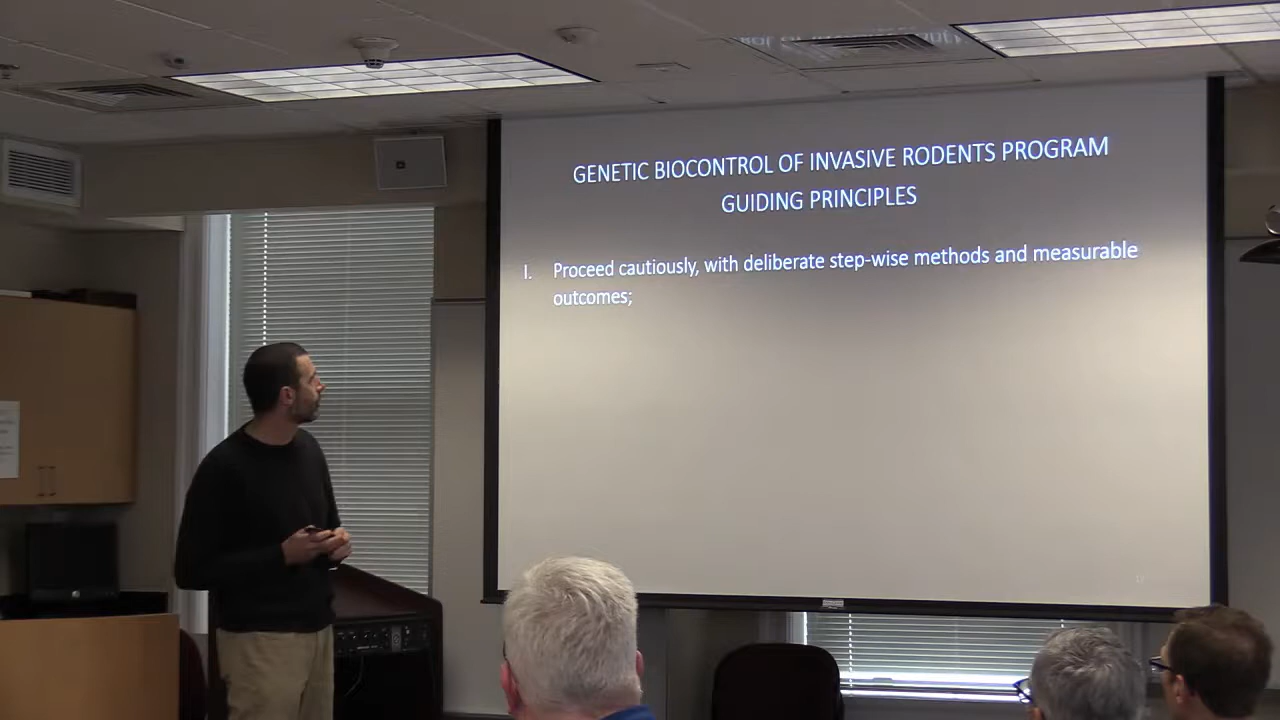 GENETIC BIOCONTROL OF INVASIVE RODENTS PROGRAM
GUIDING PRINCIPLES
I. Proceed cautiously, with deliberate step-wise methods and measurable
outcomes;